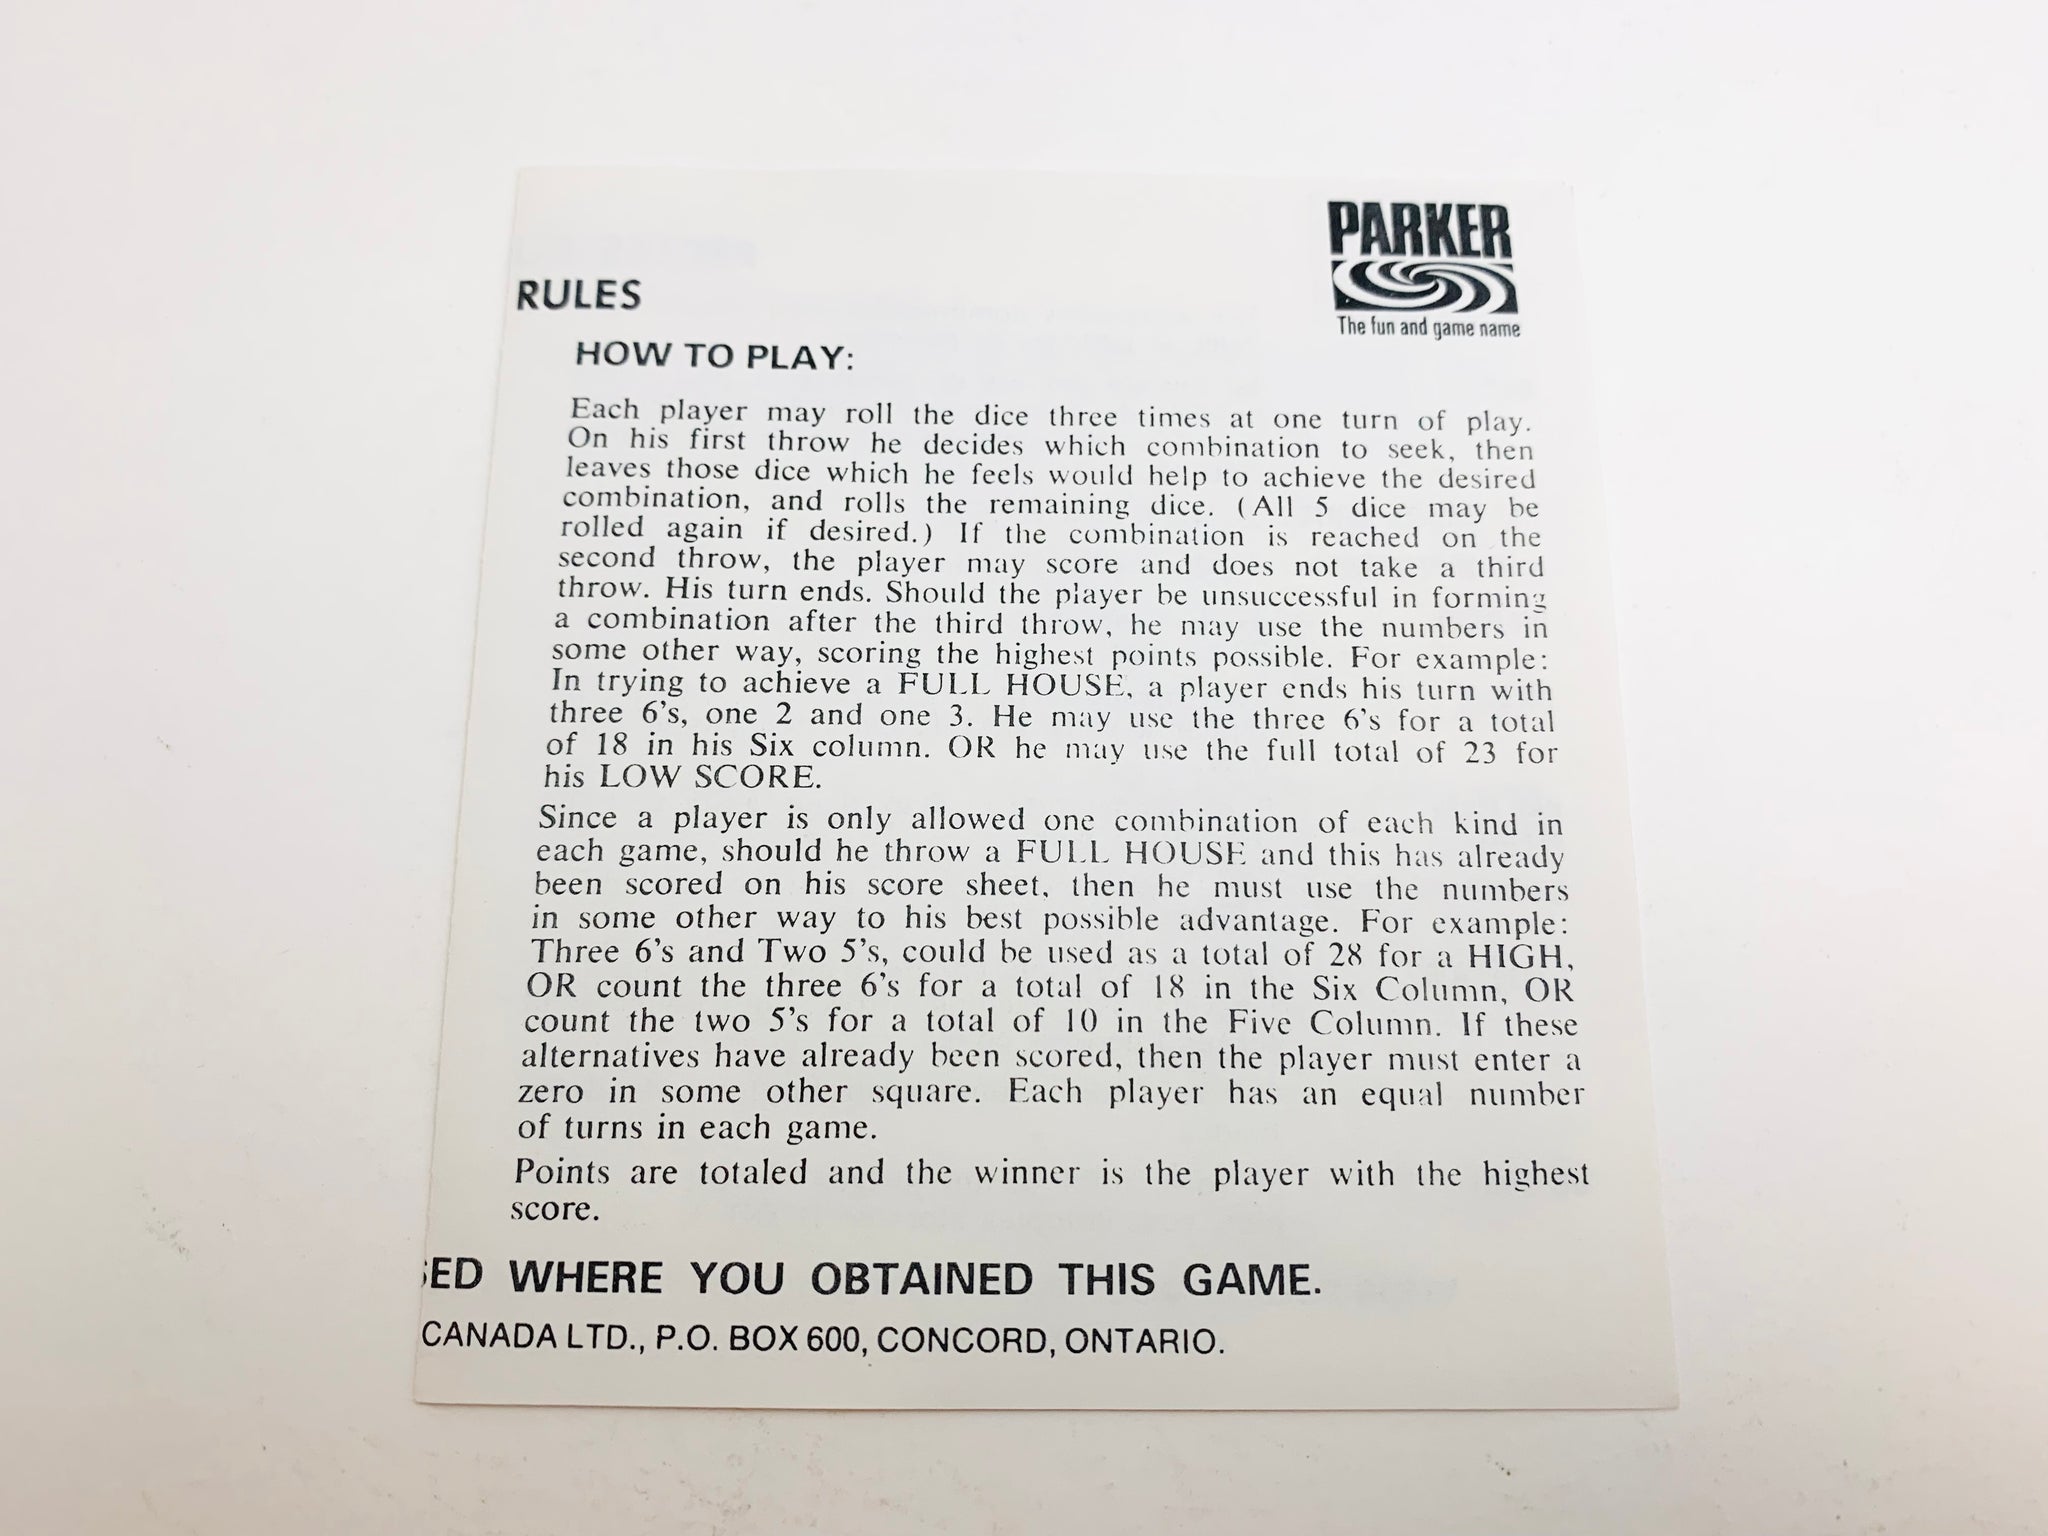 PARKER
The fun and game name
RULES
HOW TO PLAY:
Each player may roll the dice three times at one turn of play.
On his first throw he decides which combination to seek, then
leaves those dice which he feels would help to achieve the desired
combination, and rolls the remaining dice. (All 5 dice may be
rolled again if desired.) If the combination is reached on the
second throw, the player may score and does not take a third
throw. His turn ends. Should the player be unsuccessful in forming
a combination after the third throw, he may use the numbers in
some other way, scoring the highest points possible. For example:
In trying to achieve a FULL HOUSE, a player ends his turn with
three 6's, one 2 and one 3. He may use the three 6's for a total
of 18 in his Six column. OR he may use the full total of 23 for
his LOW SCORE.
Since a player is only allowed one combination of each kind in
each game, should he throw a FULL HOUSE and this has already
been scored on his score sheet, then he must use the numbers
in some other way to his best possible advantage. For example:
Three 6's and Two 5's, could be used as a total of 28 for a HIGH,
OR count the three 6's for a total of 18 in the Six Column, OR
count the two 5's for a total of 10 in the Five Column. If these
alternatives have already been scored, then the player must enter a
zero in some other square. Each player has an equal number
of turns in each game.
Points are totaled and the winner is the player with the highest
score.
ED WHERE YOU OBTAINED THIS GAME.
CANADA LTD., P.O. BOX 600, CONCORD, ONTARIO.